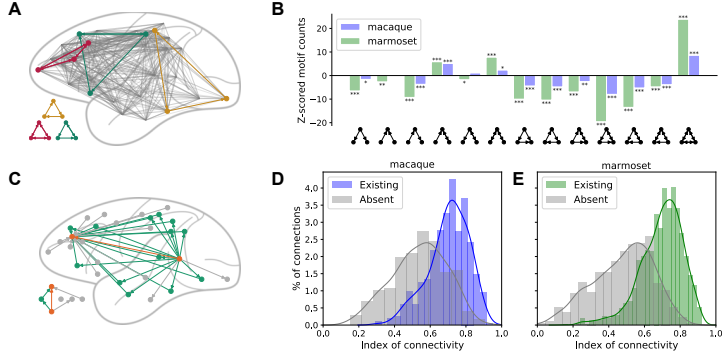 A
B
macaque
marmoset
Z-scored motif counts
20
10
0
−10
−20
*** * ** *** *** *** *** * *** * *** *** *** *** *** ** *** *** *** *** *** *** *** ***
C
D
macaque
Existing
Absent
% of connections
4,0
3,5
3,0
2,5
2,0
1,5
1,0
0,5
0,0
0.0 0.2 0.4 0.6 0.8 1.0
Index of connectivity
E
marmoset
Existing
Absent
0.0 0.2 0.4 0.6 0.8 1.0
Index of connectivity